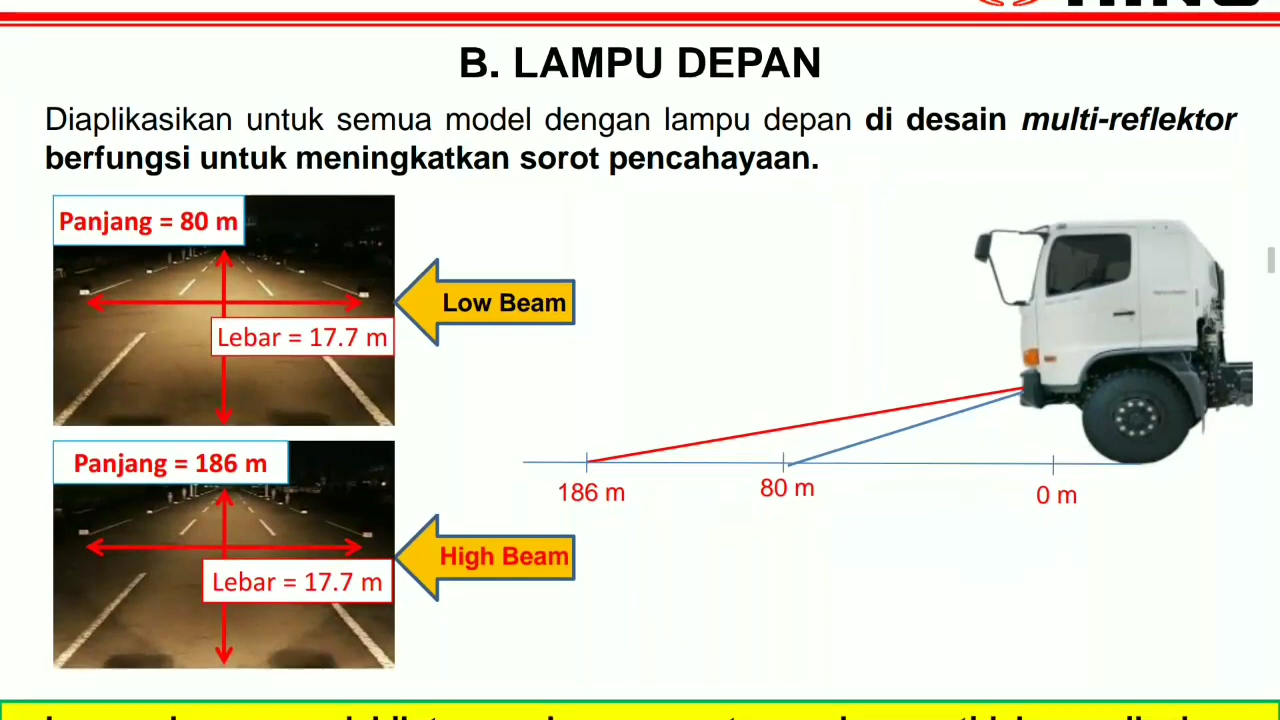 B. LAMPU DEPAN
Diaplikasikan untuk semua model dengan lampu depan di desain multi-reflektor
berfungsi untuk meningkatkan sorot pencahayaan.
Panjang = 80 m
Lebar = 17.7 m
Low Beam
Panjang = 186 m
Lebar = 17.7 m
High Beam
186 m
80 m
0 m